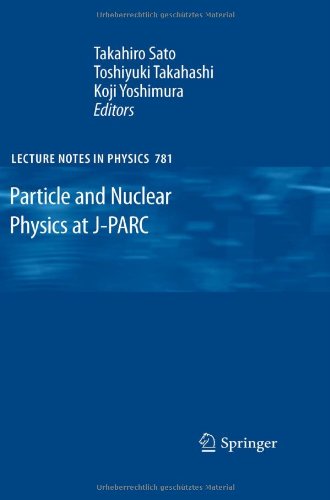 Urheberrechtlich geschütztes Material
Takahiro Sato
Toshiyuki Takahashi
Koji Yoshimura
Editors
LECTURE NOTES IN PHYSICS 781
Particle and Nuclear
Physics at J-PARC
Springer
Urheberrechtlich geschütztes Material